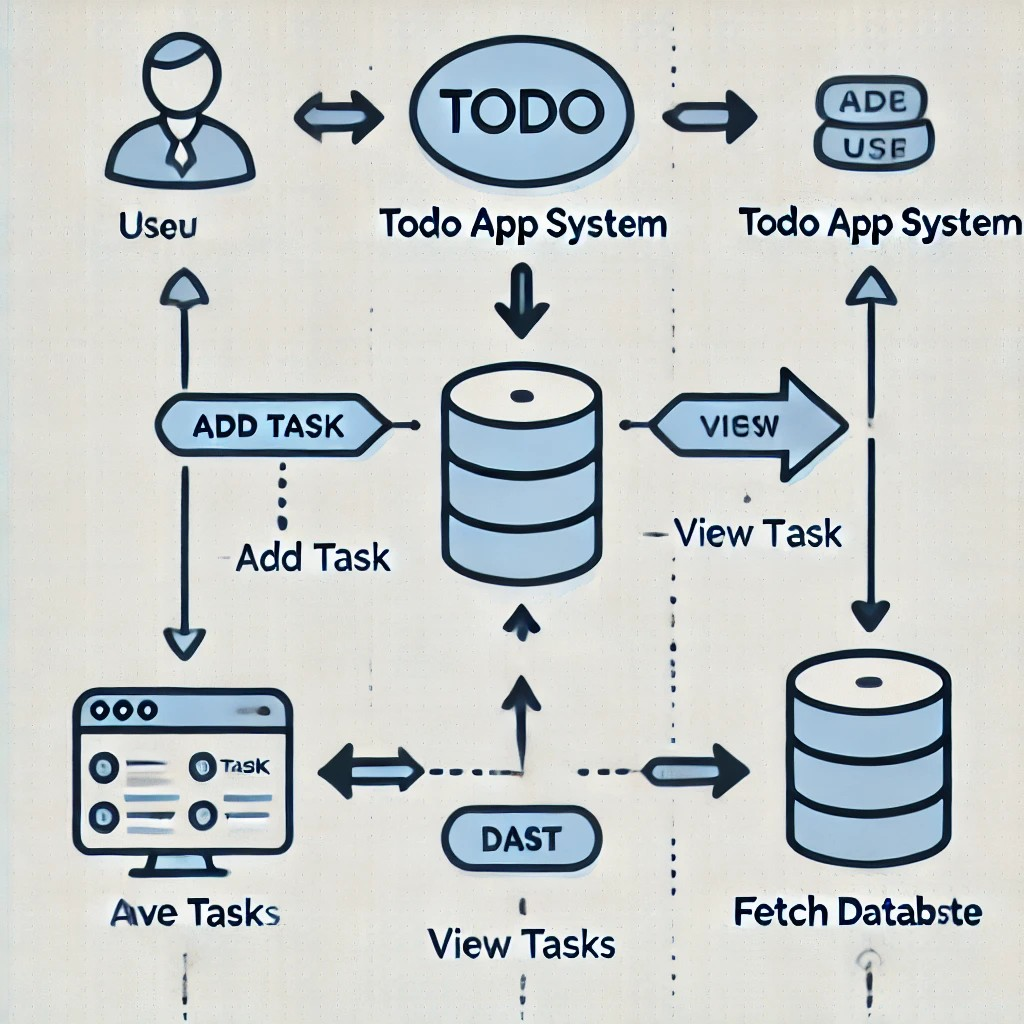 TODO
ADE
USE
Useu
Todo App System
Todo App System
ADD TASK
VIEW
Add Task
View Task
TASK
DAST
Ave Tasks
Fetch Databste
View Tasks